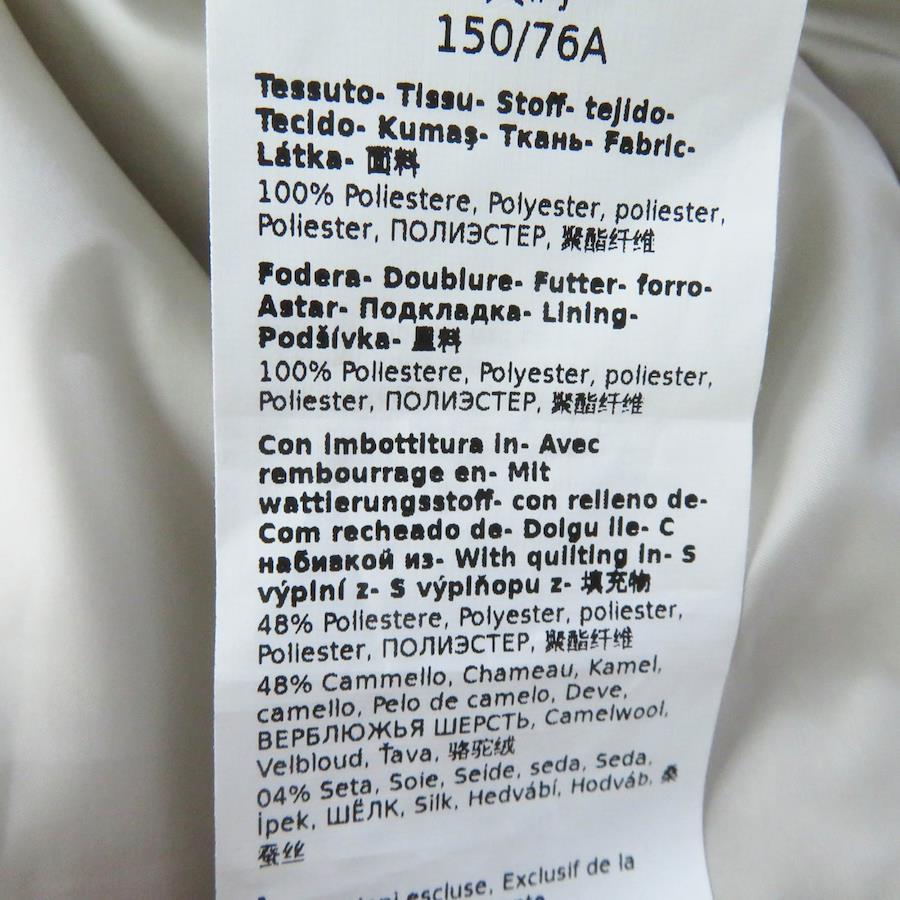 150/76A
Tessuto- Tissu- Stoff- tejido-
Tecido- Kumaş- Ткань- Fabric-
Látka- 面料
100% Poliestere, Polyester, poliester,
Poliester, ПОЛИЭСТЕР, 聚酯纤维
Fodera- Doublure- Futter- forro-
Astar- Подкладка- Lining-
Podšívka- 里料
100% Poliestere, Polyester, poliester,
Poliester, ПОЛИЭСТЕР, 聚酯纤维
Con imbottitura in- Avec
rembourrage en- Mit
wattierungsstoff- con relleno de-
Com recheado de- Dolgu ile- С
набивкой из- With quilting in- S
výplní z- S výplňopu z- 填充物
48% Poliestere, Polyester, poliester,
Poliester, ПОЛИЭСТЕР, 聚酯纤维
48% Cammello, Chameau, Kamel,
camello, Pelo de camelo, Deve,
ВЕРБЛЮЖЬЯ ШЕРСТЬ, Camelwool,
Velbloud, Ťava, 骆驼绒
04% Seta, Soie, Seide, seda, Seda,
İpek, ШЁЛК, Silk, Hedvábí, Hodváb, 桑
蚕丝
escluse, Exclusif de la